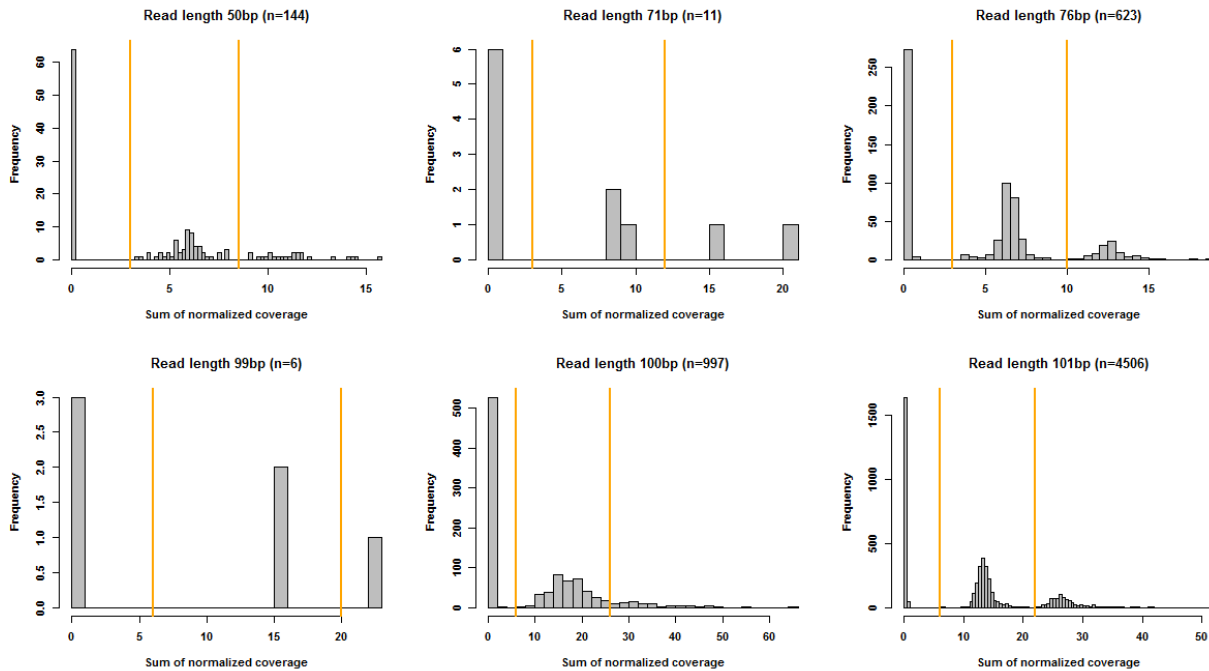 Read length 50bp (n=144)
Frequency
0 10 20 30 40 50 60
0 5 10 15
Sum of normalized coverage
Read length 71bp (n=11)
Frequency
0 1 2 3 4 5 6
0 5 10 15 20
Sum of normalized coverage
Read length 76bp (n=623)
Frequency
0 50 100 150 200 250
0 5 10 15
Sum of normalized coverage
Read length 99bp (n=6)
Frequency
0.0 0.5 1.0 1.5 2.0 2.5 3.0
0 5 10 15 20
Sum of normalized coverage
Read length 100bp (n=997)
Frequency
0 100 200 300 400 500
0 10 20 30 40 50 60
Sum of normalized coverage
Read length 101bp (n=4506)
Frequency
0 500 1000 1500
0 10 20 30 40 50
Sum of normalized coverage